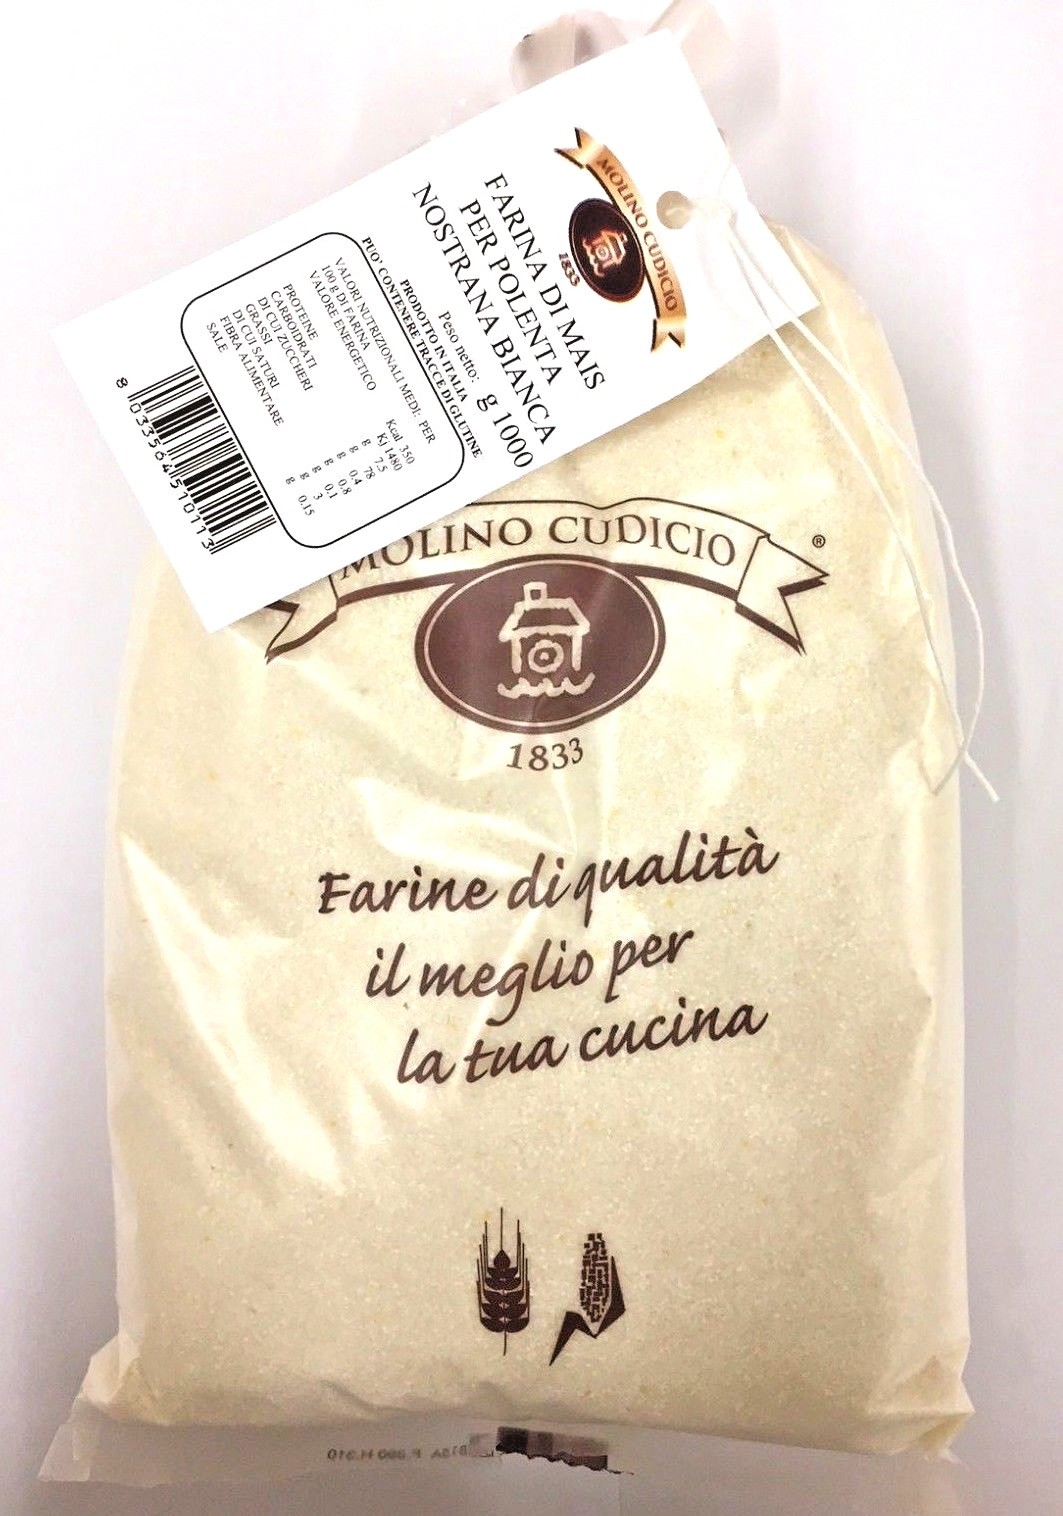 MOLINO CUDICIO
1833
FARINA DI MAIS
PER POLENTA
NOSTRANA BIANCA
Peso netto: g 1000
PRODOTTO IN ITALIA
PUO' CONTENERE TRACCE DI GLUTINE
VALORI NUTRIZIONALI MEDI: PER
100 g DI FARINA
VALORE ENERGETICO Kcal 350
KJ 1480
PROTEINE g 7.5
CARBOIDRATI g 78
DI CUI ZUCCHERI g 0.4
GRASSI g 0.8
DI CUI SATURI g 0.1
FIBRA ALIMENTARE g 3
SALE g 0.15
8 033564 510113
MOLINO CUDICIO ®
1833
Farine di qualità
il meglio per
la tua cucina